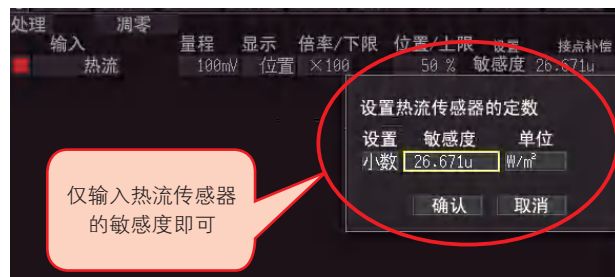 处理 凋零
输入 量程 显示 倍率/下限 位置/上限 设置 接点补偿
热流 100mV 位置 ×100 50 % 敏感度 26.671u
设置热流传感器的定数
设置 敏感度 单位
小数 26.671u W/m²
确认 取消
仅输入热流传感器
的敏感度即可